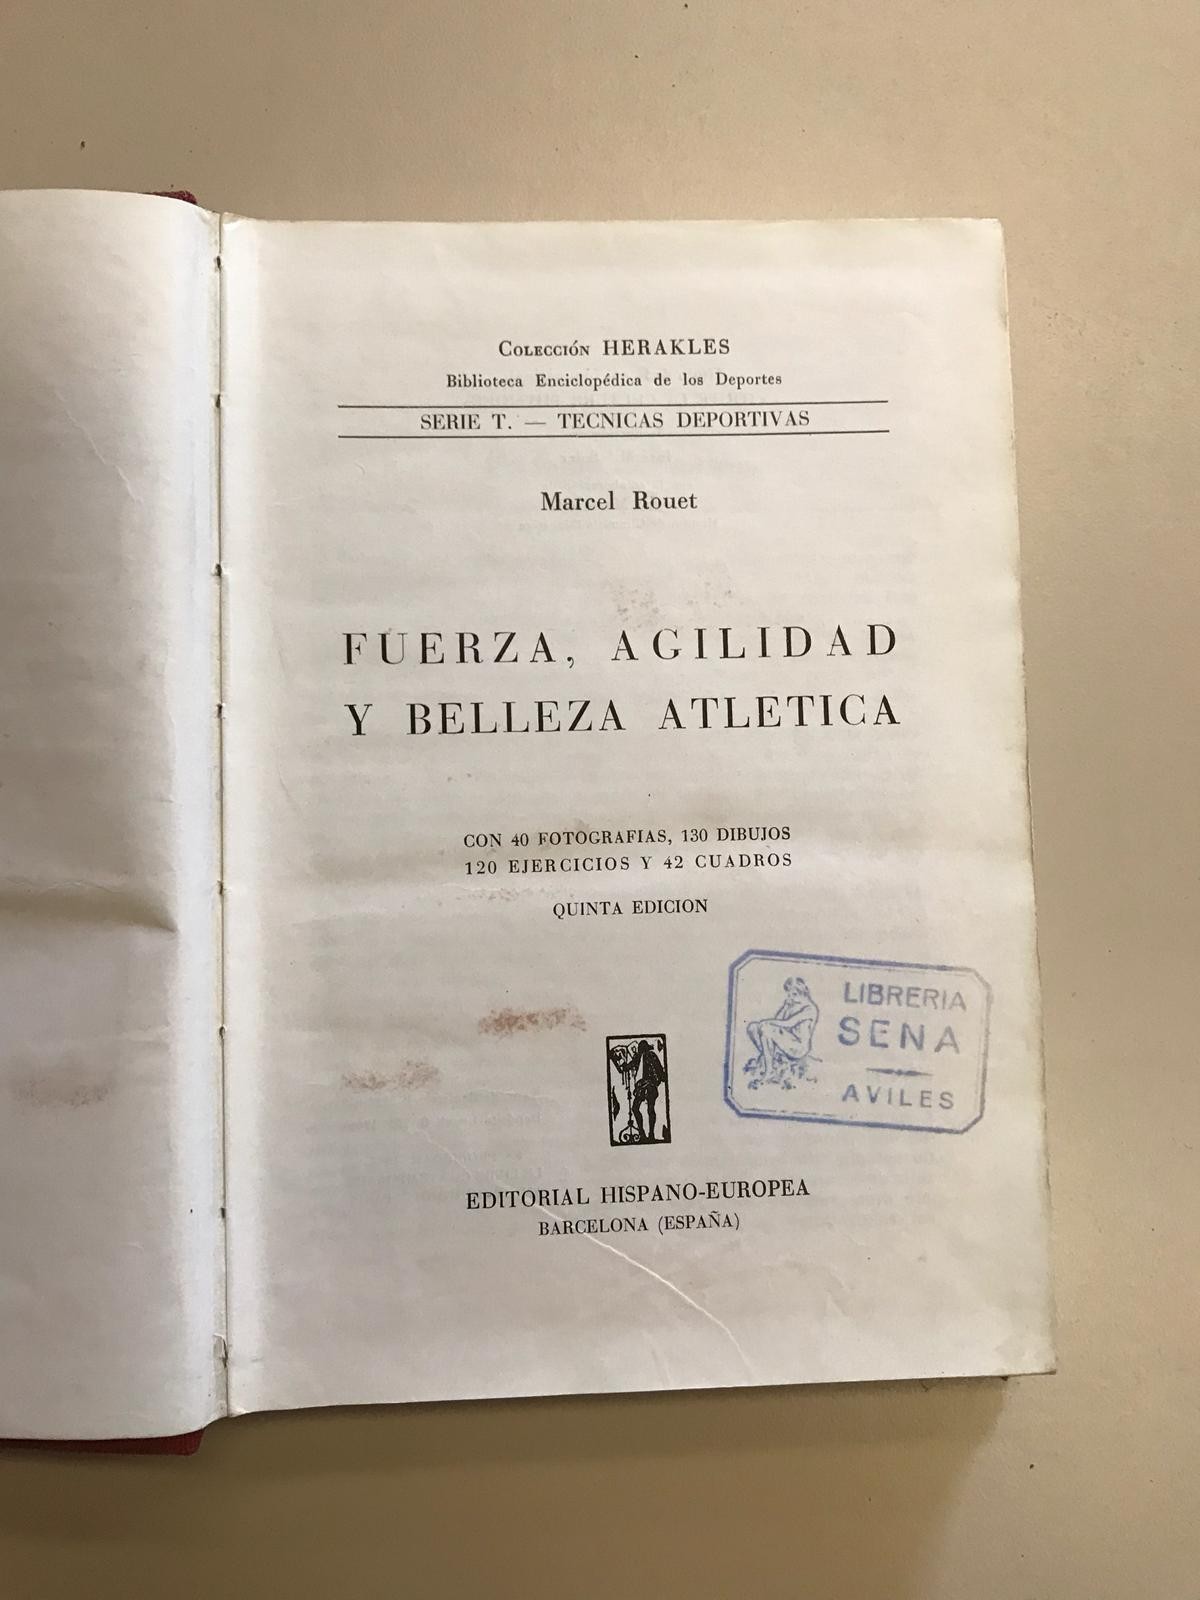 Colección HERAKLES
Biblioteca Enciclopédica de los Deportes
SERIE T. — TECNICAS DEPORTIVAS
Marcel Rouet
FUERZA, AGILIDAD
Y BELLEZA ATLETICA
CON 40 FOTOGRAFIAS, 130 DIBUJOS
120 EJERCICIOS Y 42 CUADROS
QUINTA EDICION
LIBRERIA
SENA
AVILES
EDITORIAL HISPANO-EUROPEA
BARCELONA (ESPAÑA)